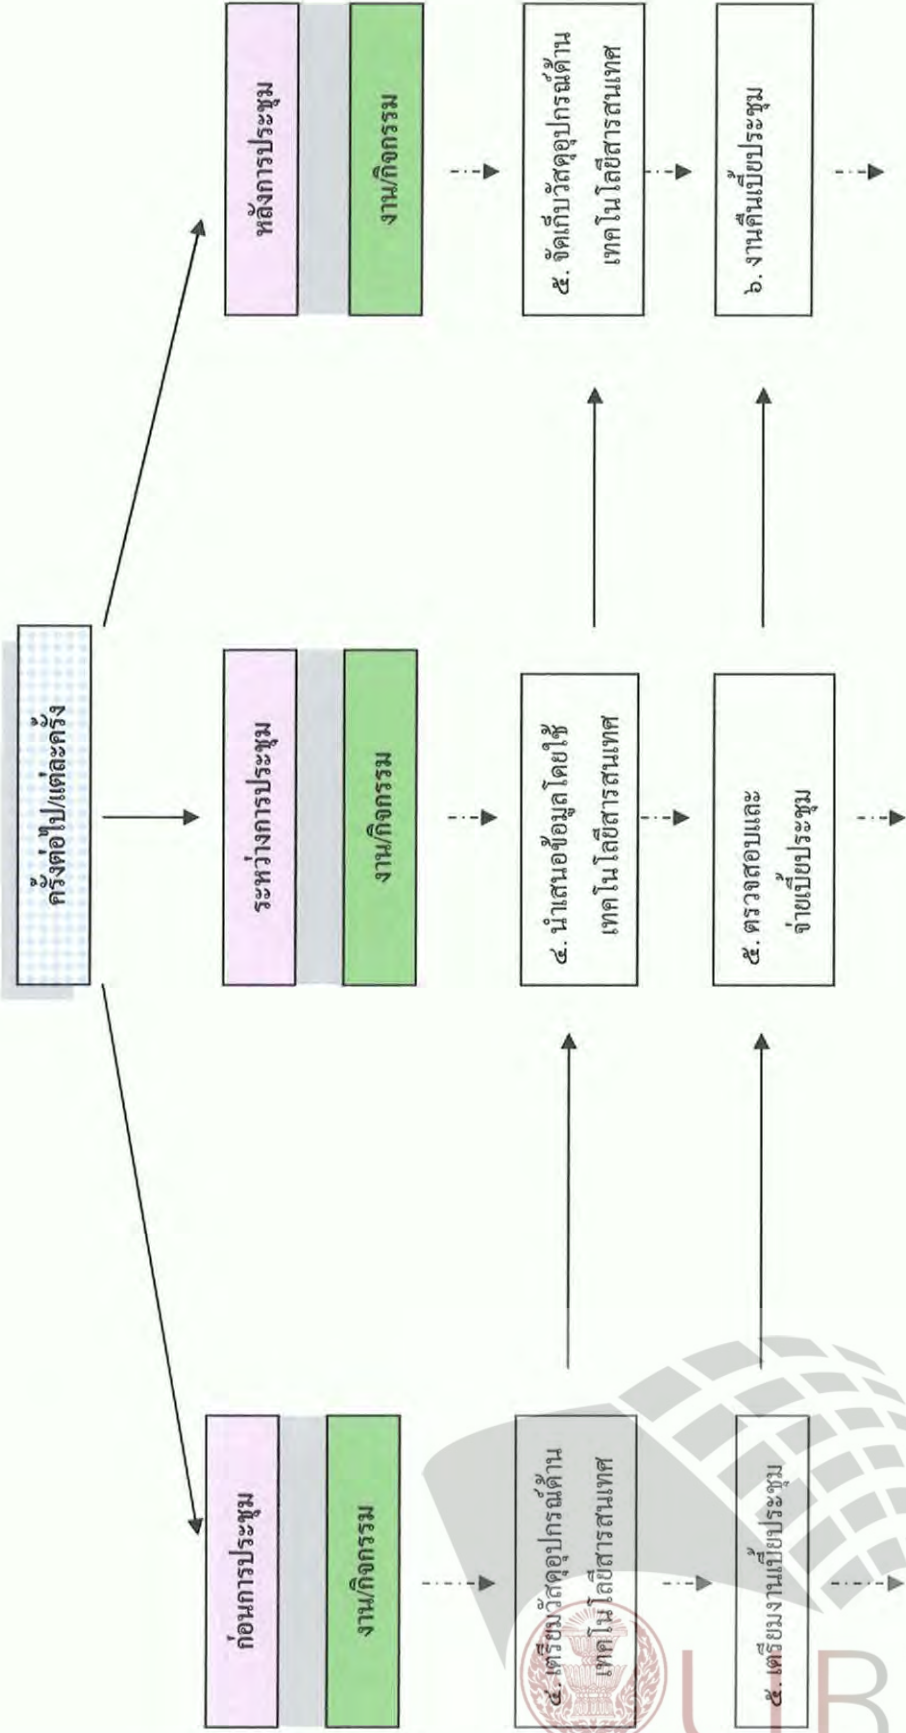 ครั้งต่อไป/แต่ละครั้ง
ก่อนการประชุม
งาน/กิจกรรม
๔. เตรียมวัสดุอุปกรณ์ด้าน
เทคโนโลยีสารสนเทศ
๕. เตรียมงานเบี้ยประชุม
ระหว่างการประชุม
งาน/กิจกรรม
๔. นำเสนอข้อมูลโดยใช้
เทคโนโลยีสารสนเทศ
๕. ตรวจสอบและ
จ่ายเบี้ยประชุม
หลังการประชุม
งาน/กิจกรรม
๕. จัดเก็บวัสดุอุปกรณ์ด้าน
เทคโนโลยีสารสนเทศ
๖. งานคืนเบี้ยประชุม